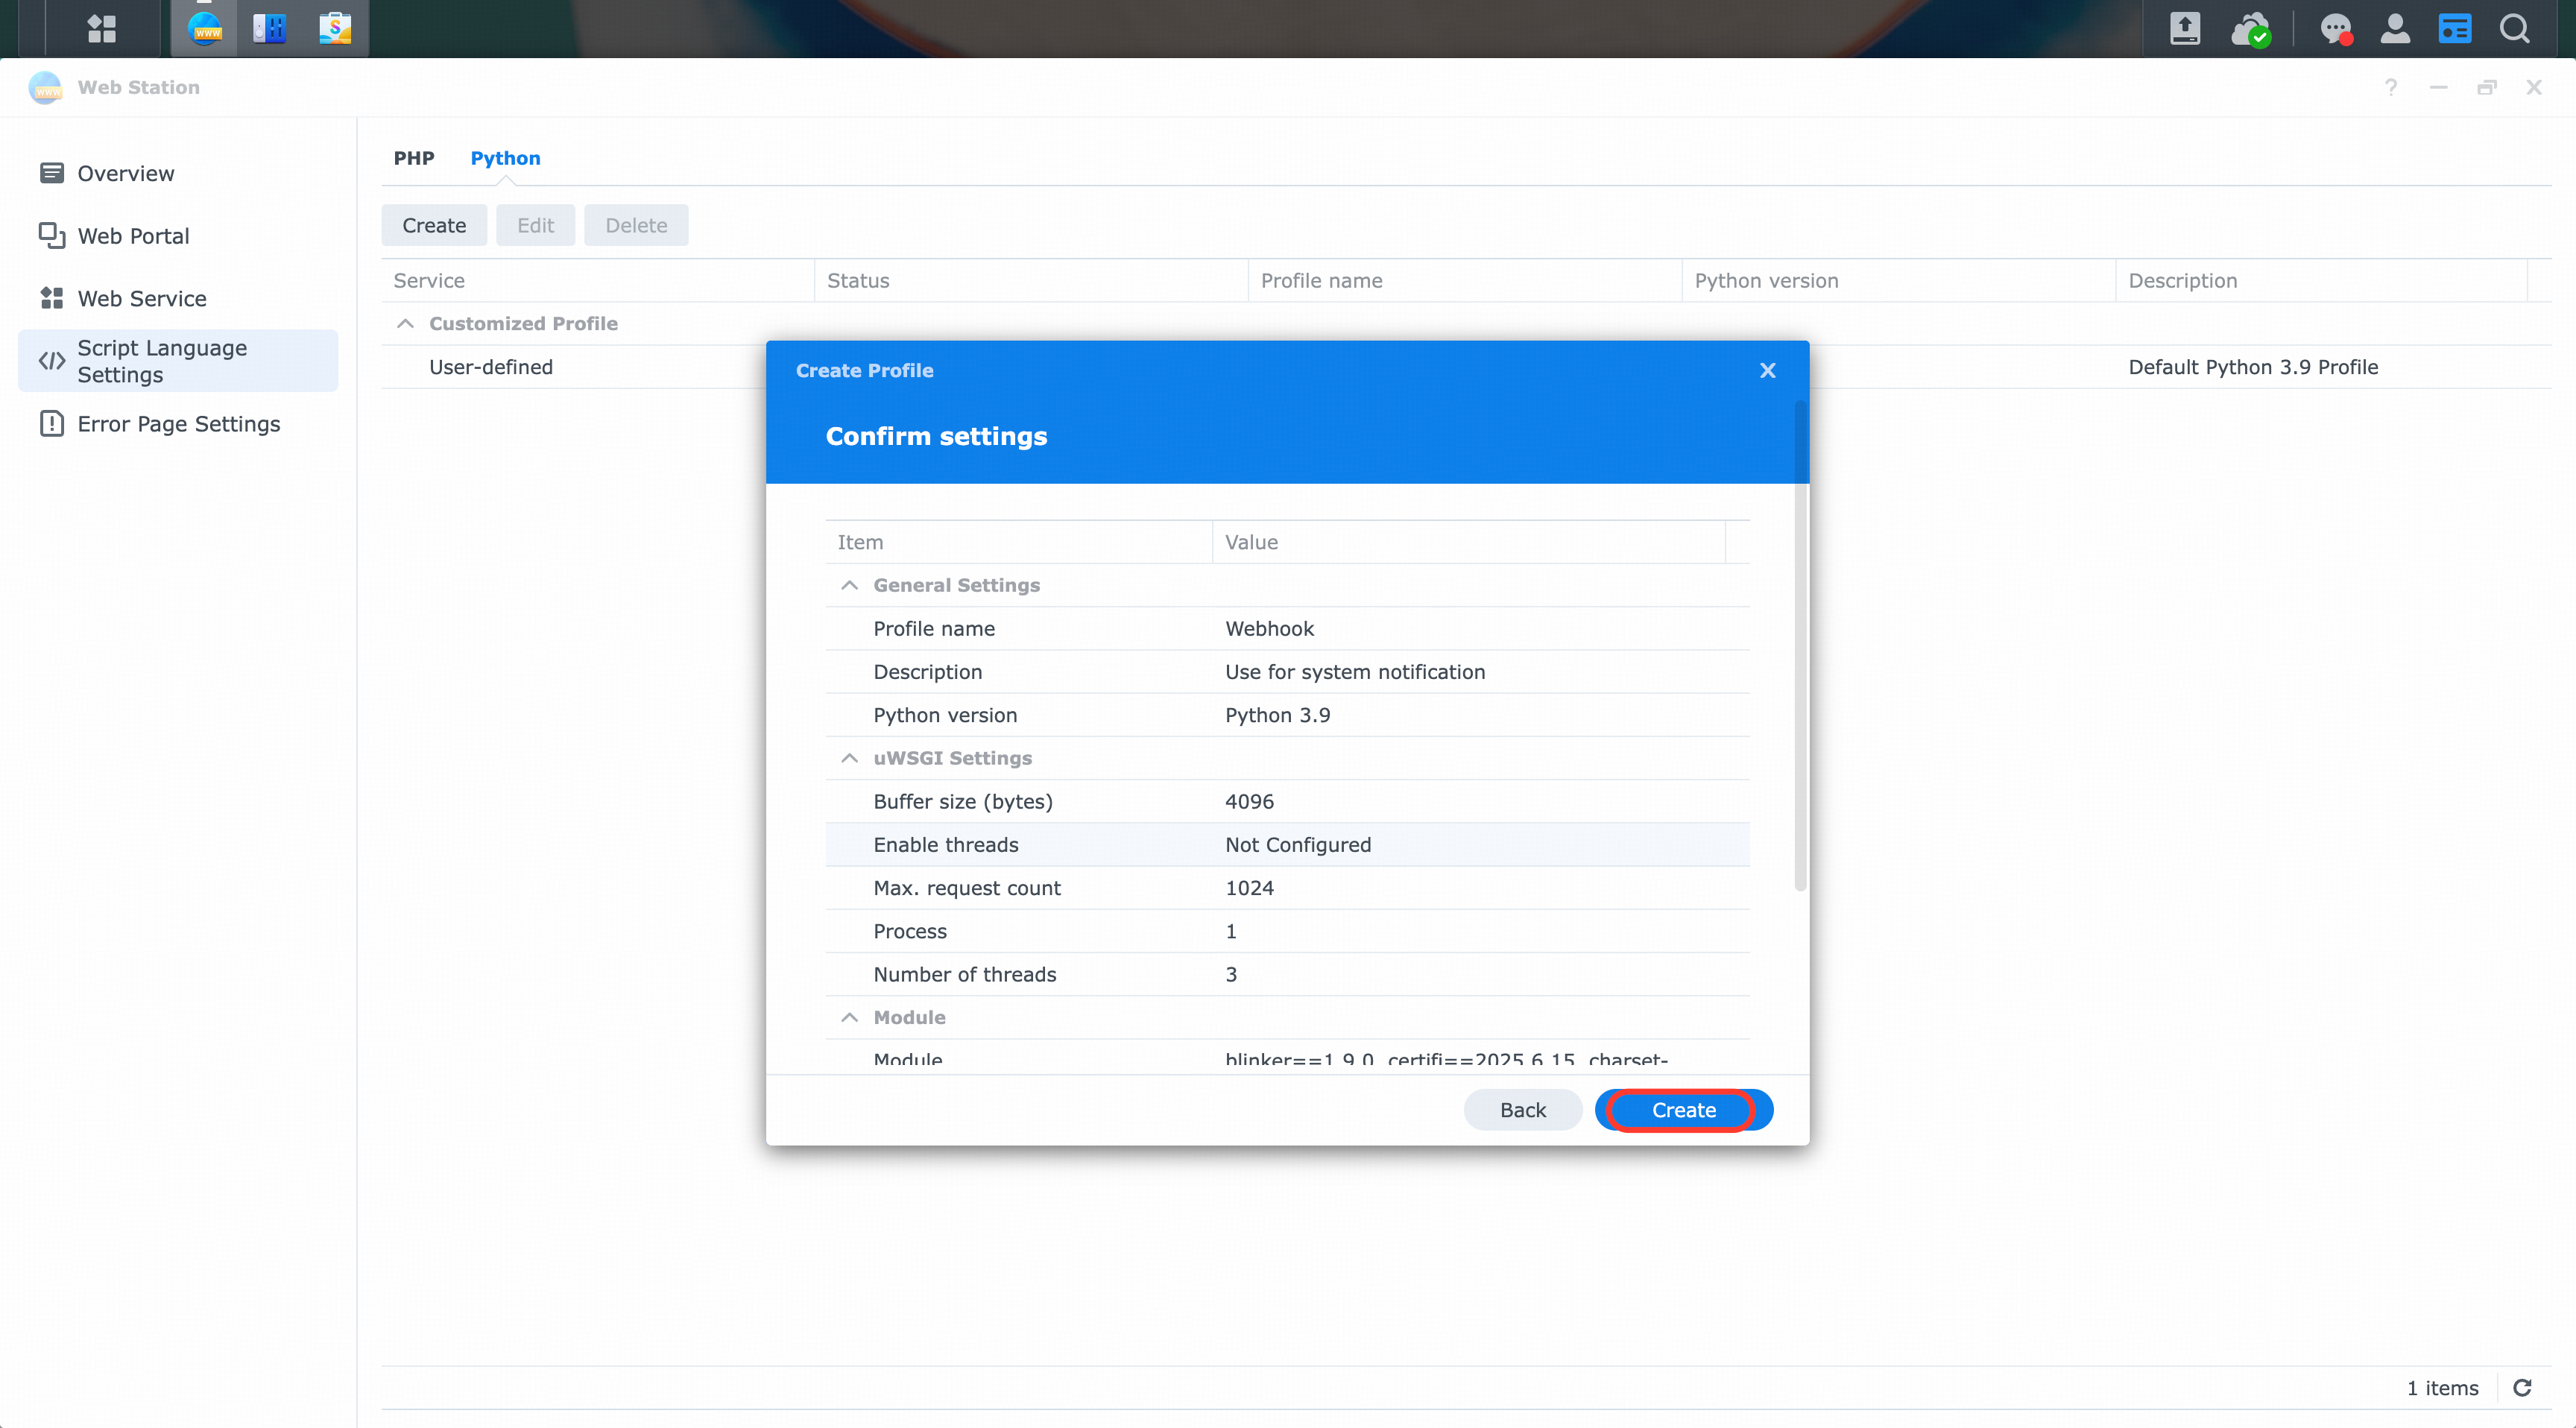 Web Station
Overview
Web Portal
Web Service
Script Language
Settings
Error Page Settings
PHP Python
Create Edit Delete
Service Status Profile name Python version Description
Customized Profile
User-defined Default Python 3.9 Profile
Create Profile
Confirm settings
Item Value
General Settings
Profile name Webhook
Description Use for system notification
Python version Python 3.9
uWSGI Settings
Buffer size (bytes) 4096
Enable threads Not Configured
Max. request count 1024
Process 1
Number of threads 3
Module
Module blinker==1.9.0, certifi==2025.6.15, charset-
Back Create
1 items